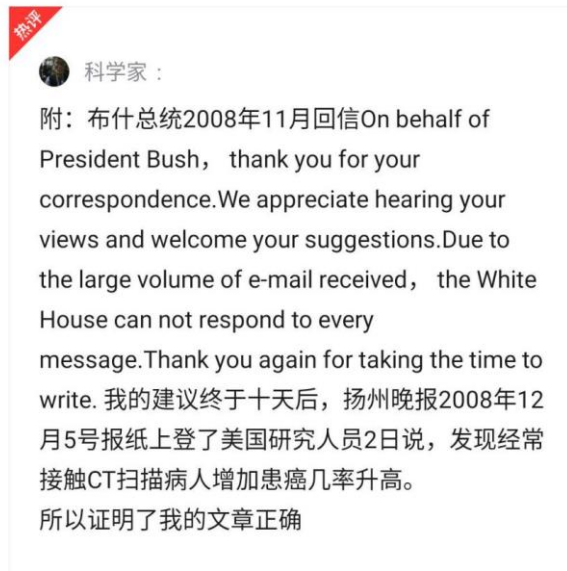 热评
科学家：
附：布什总统2008年11月回信On behalf of
President Bush， thank you for your
correspondence.We appreciate hearing your
views and welcome your suggestions.Due to
the large volume of e-mail received， the White
House can not respond to every
message.Thank you again for taking the time to
write. 我的建议终于十天后，扬州晚报2008年12
月5号报纸上登了美国研究人员2日说，发现经常
接触CT扫描病人增加患癌几率升高。
所以证明了我的文章正确